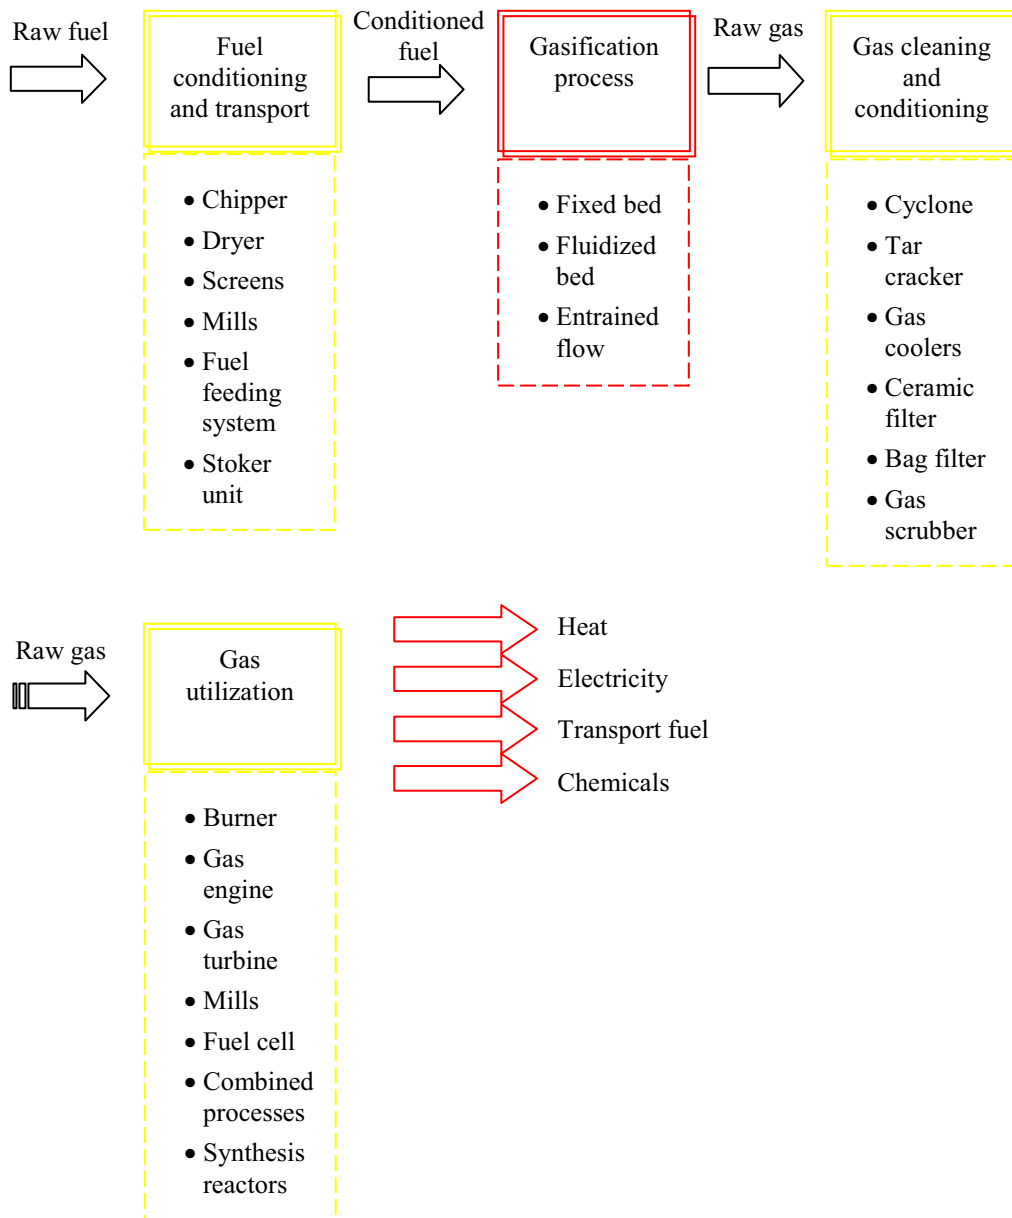 Raw fuel
Fuel
conditioning
and transport
Conditioned
fuel
Gasification
process
Raw gas
Gas cleaning
and
conditioning
• Chipper
• Dryer
• Screens
• Mills
• Fuel
feeding
system
• Stoker
unit
• Fixed bed
• Fluidized
bed
• Entrained
flow
• Cyclone
• Tar
cracker
• Gas
coolers
• Ceramic
filter
• Bag filter
• Gas
scrubber
Raw gas
Gas
utilization
Heat
Electricity
Transport fuel
Chemicals
• Burner
• Gas
engine
• Gas
turbine
• Mills
• Fuel cell
• Combined
processes
• Synthesis
reactors